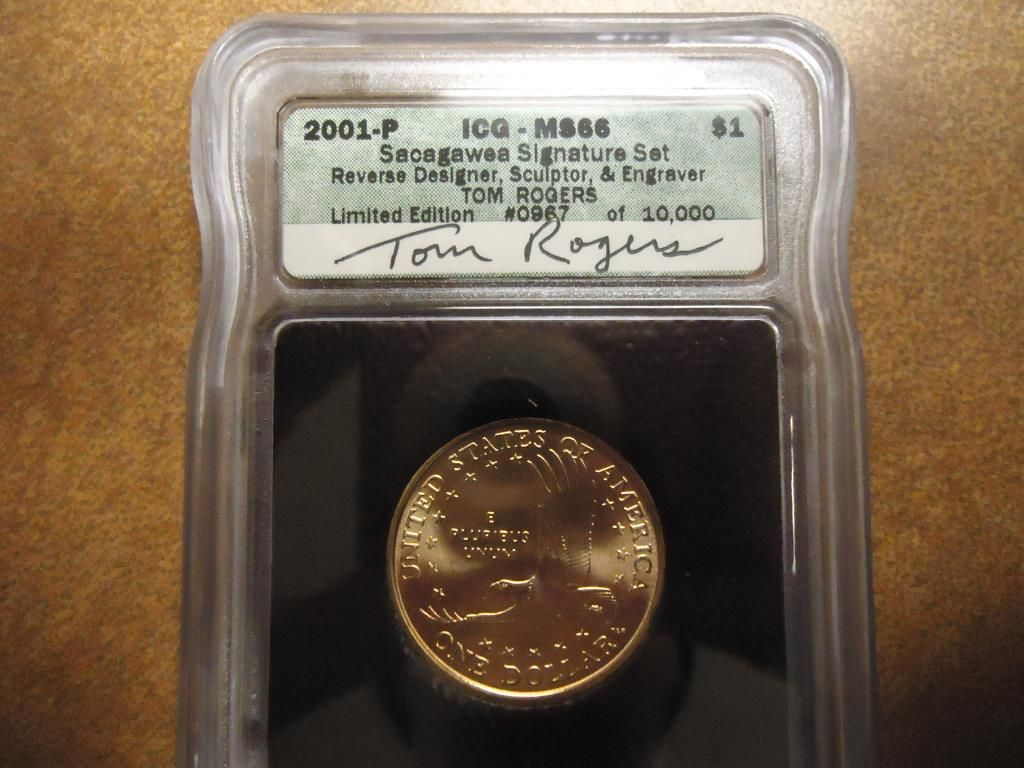 2001-P ICG - MS66 $1
Sacagawea Signature Set
Reverse Designer, Sculptor, & Engraver
TOM ROGERS
Limited Edition #0967 of 10,000
Tom Rogers
UNITED STATES OF AMERICA
E
PLURIBUS
UNUM
ONE DOLLAR